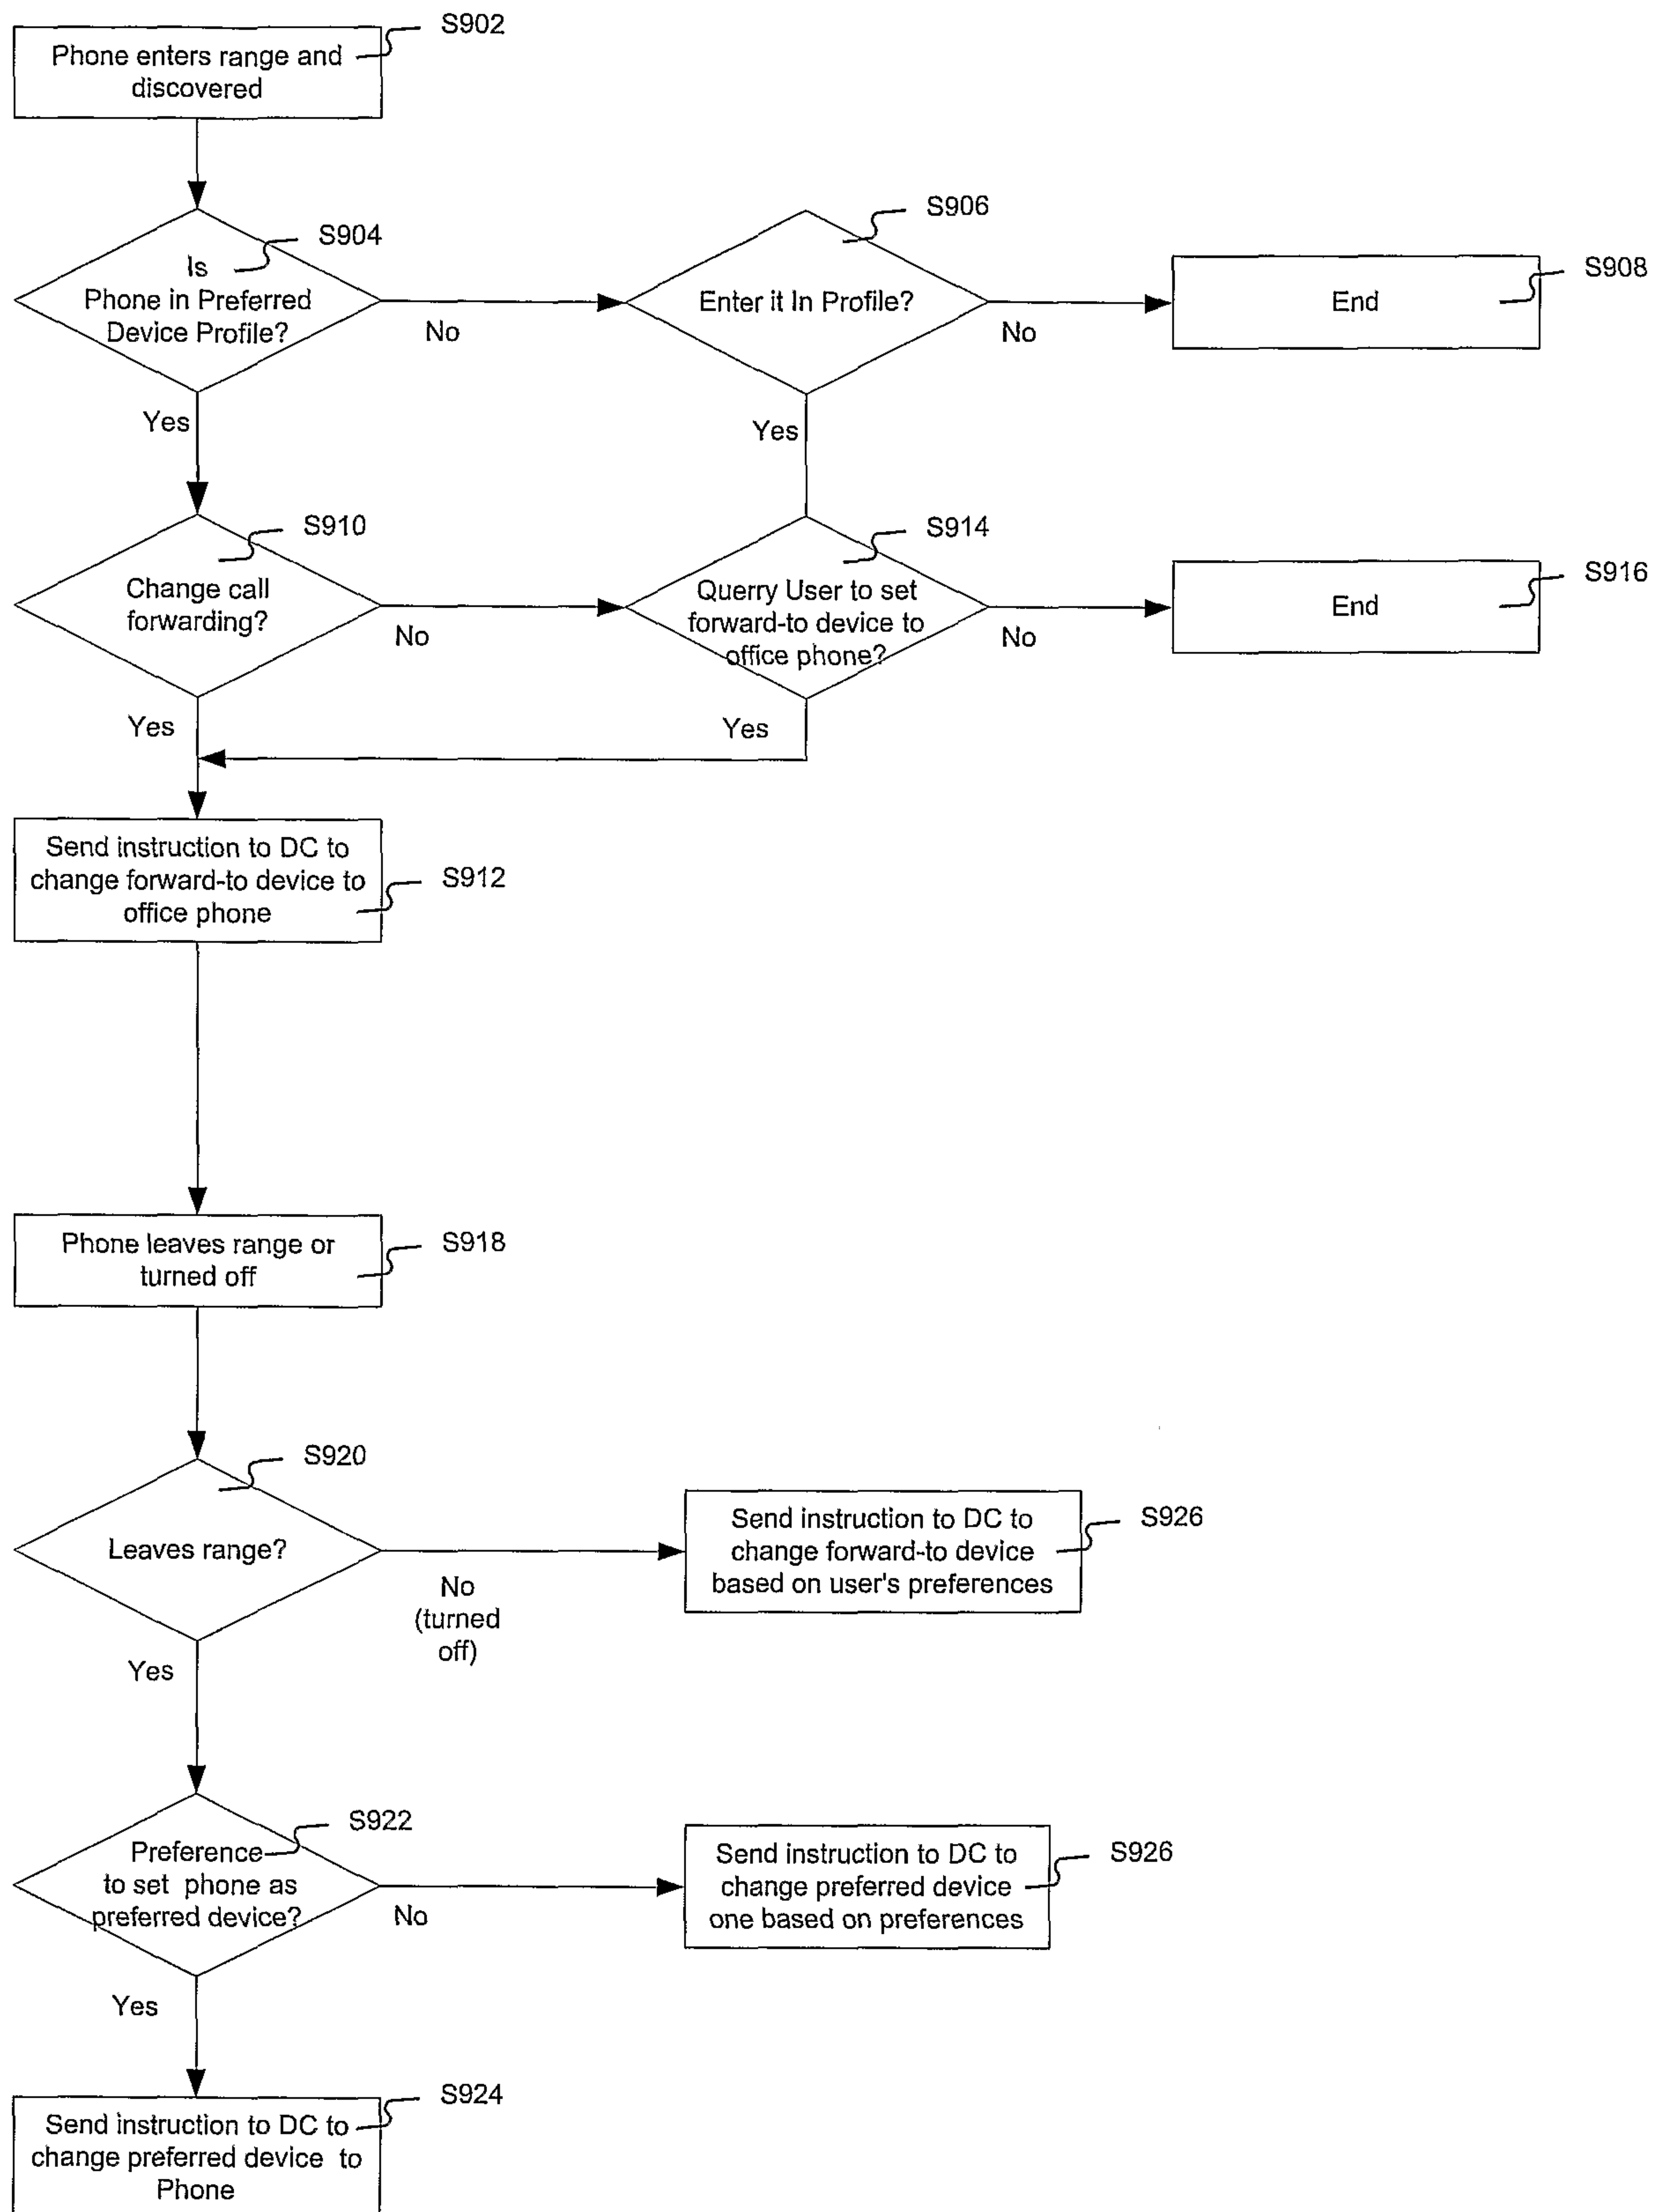 S902
Phone enters range and
discovered
S904
Is
Phone in Preferred
Device Profile?
No
Yes
S906
Enter it In Profile?
No
Yes
S908
End
S910
Change call
forwarding?
No
Yes
S914
Querry User to set
forward-to device to
office phone?
No
Yes
S916
End
Send instruction to DC to
change forward-to device to
office phone
S912
Phone leaves range or
turned off
S918
S920
Leaves range?
No
(turned
off)
Yes
Send instruction to DC to
change forward-to device
based on user's preferences
S926
S922
Preference
to set phone as
preferred device?
No
Yes
Send instruction to DC to
change preferred device
one based on preferences
S926
S924
Send instruction to DC to
change preferred device to
Phone